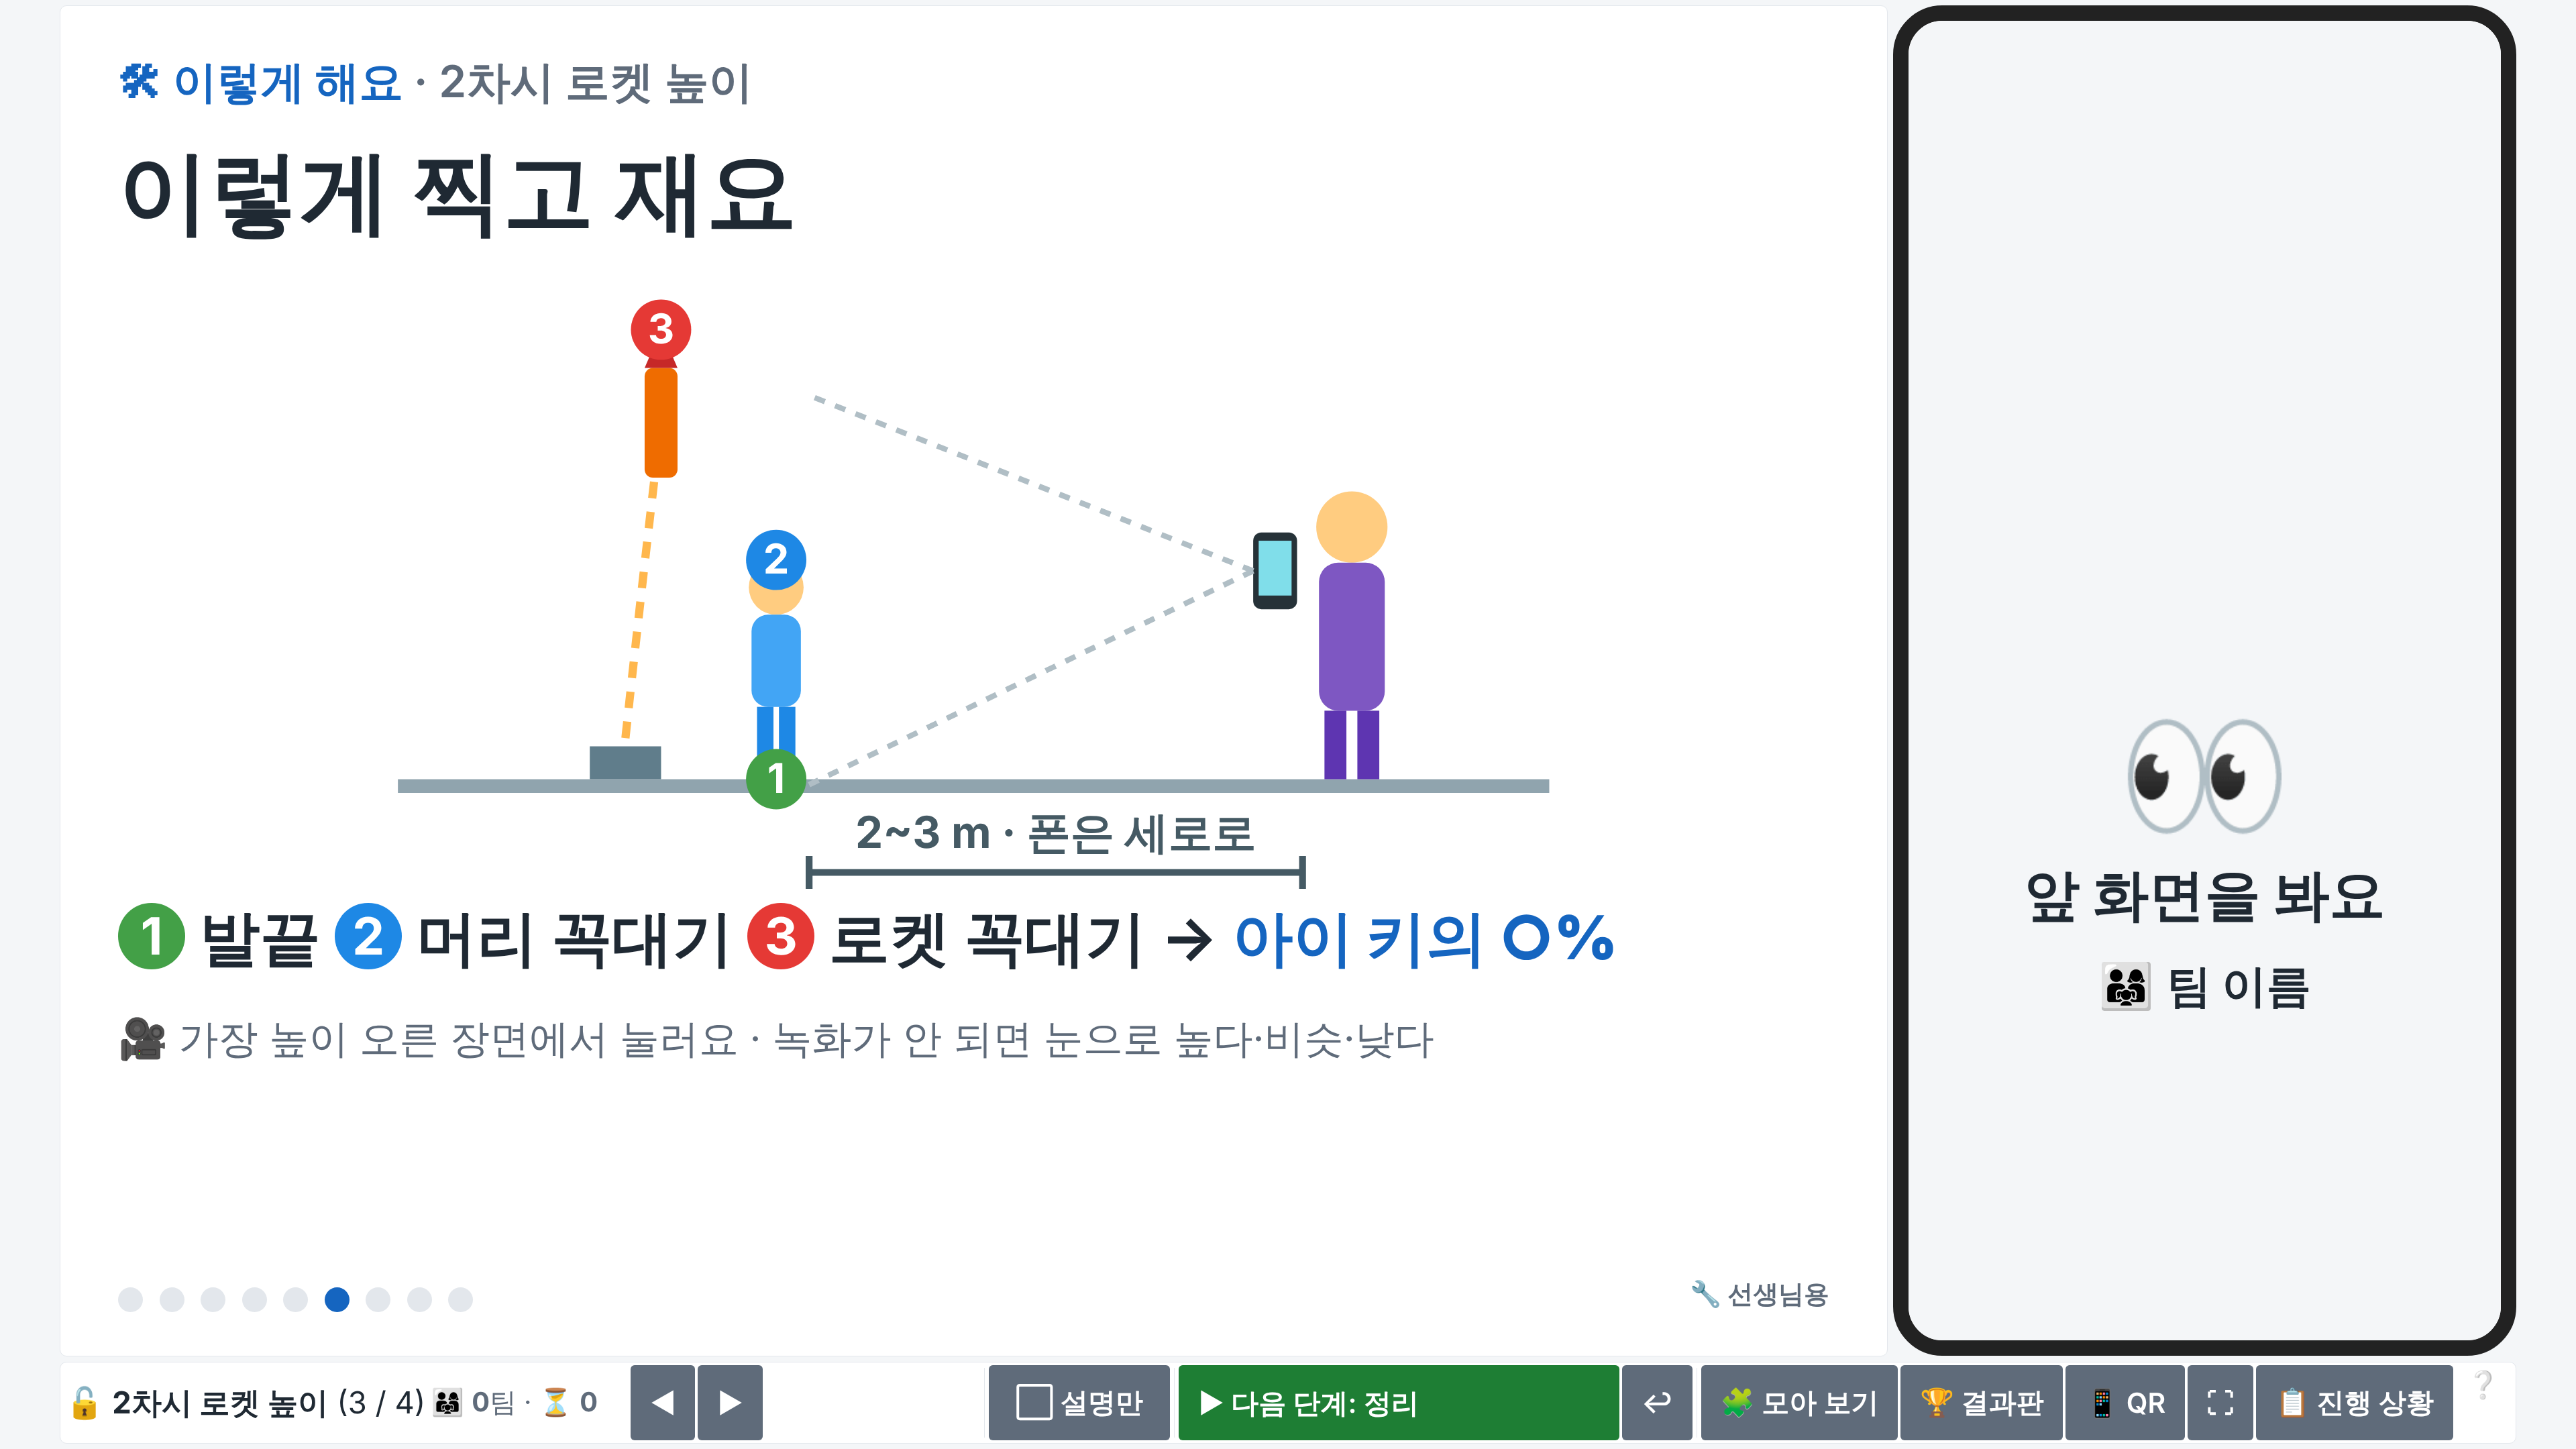 🛠 이렇게 해요 · 2차시 로켓 높이
이렇게 찍고 재요
3
2
1
2~3 m · 폰은 세로로
1 발끝 2 머리 꼭대기 3 로켓 꼭대기 → 아이 키의 ○%
🎥 가장 높이 오른 장면에서 눌러요 · 녹화가 안 되면 눈으로 높다·비슷·낮다
🔧 선생님용
👀
앞 화면을 봐요
👨‍👩‍👧 팀 이름
🔓 2차시 로켓 높이 (3 / 4) 👨‍👩‍👧 0팀 · ⏳ 0
◀ ▶ 설명만 ▶ 다음 단계: 정리 ↩ 🧩 모아 보기 🏆 결과판 📱 QR ⛶ 📋 진행 상황 ❔